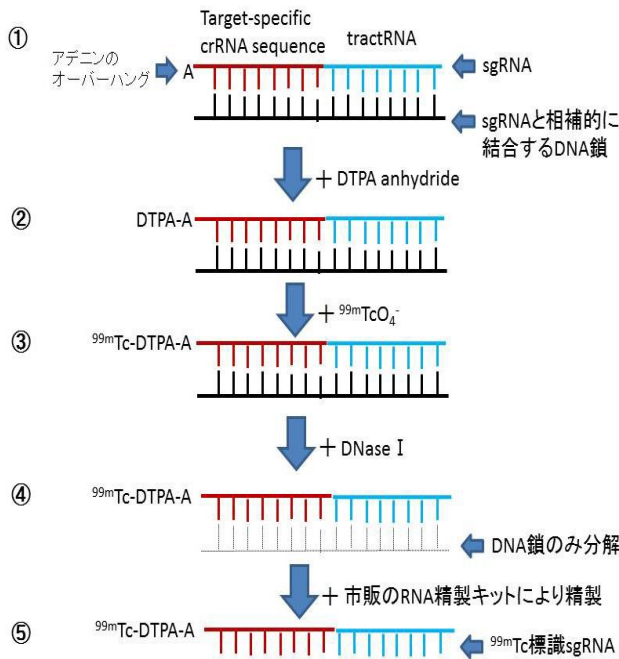 ①
Target-specific
crRNA sequence
tractRNA
アデニンの
オーバーハング
A
sgRNA
sgRNAと相補的に
結合するDNA鎖
+ DTPA anhydride
②
DTPA-A
+ ⁹⁹ᵐTcO₄⁻
③
⁹⁹ᵐTc-DTPA-A
+ DNase I
④
⁹⁹ᵐTc-DTPA-A
DNA鎖のみ分解
+ 市販のRNA精製キットにより精製
⑤
⁹⁹ᵐTc-DTPA-A
⁹⁹ᵐTc標識sgRNA